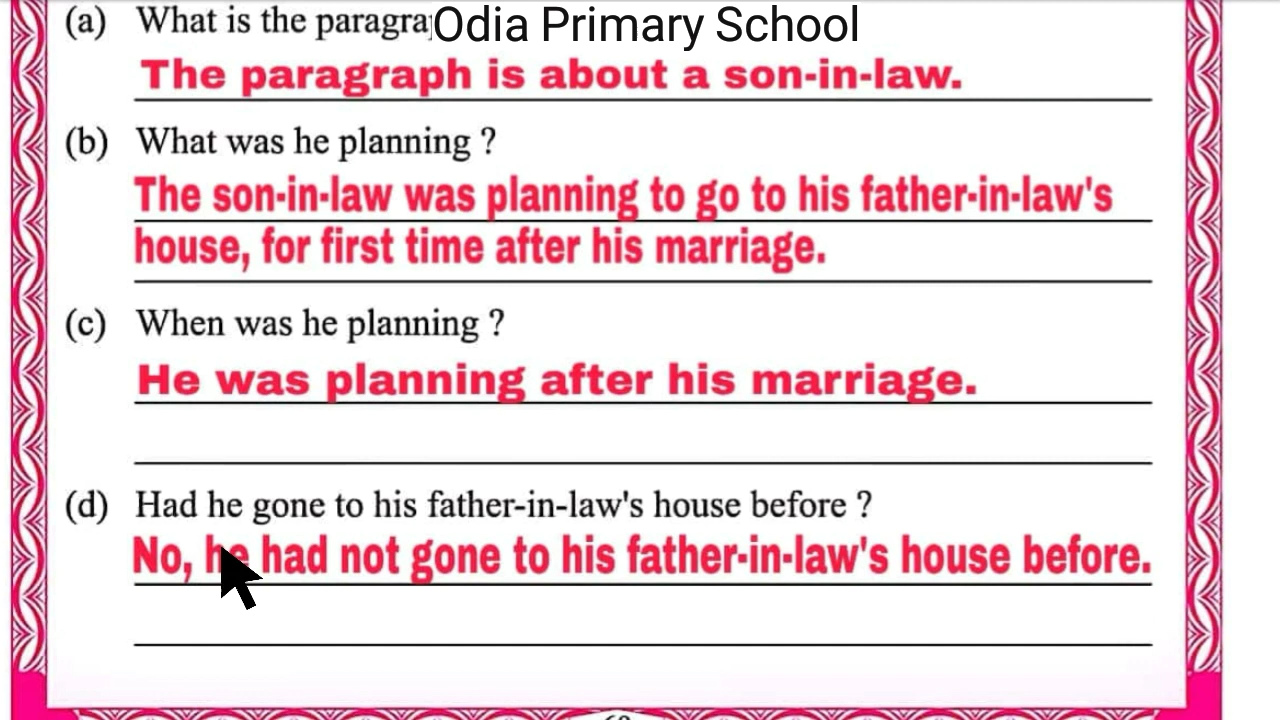 (a) What is the paragra
Odia Primary School
The paragraph is about a son-in-law.
(b) What was he planning ?
The son-in-law was planning to go to his father-in-law's
house, for first time after his marriage.
(c) When was he planning ?
He was planning after his marriage.
(d) Had he gone to his father-in-law's house before ?
No, he had not gone to his father-in-law's house before.